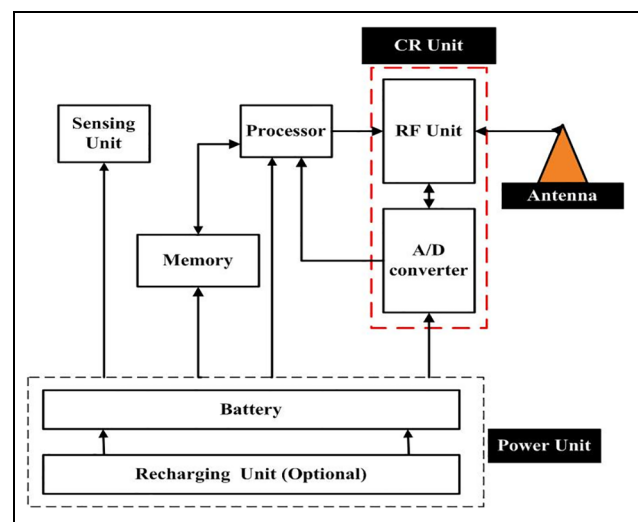 CR Unit
Sensing
Unit
Processor
RF Unit
Antenna
Memory
A/D
converter
Battery
Power Unit
Recharging Unit (Optional)